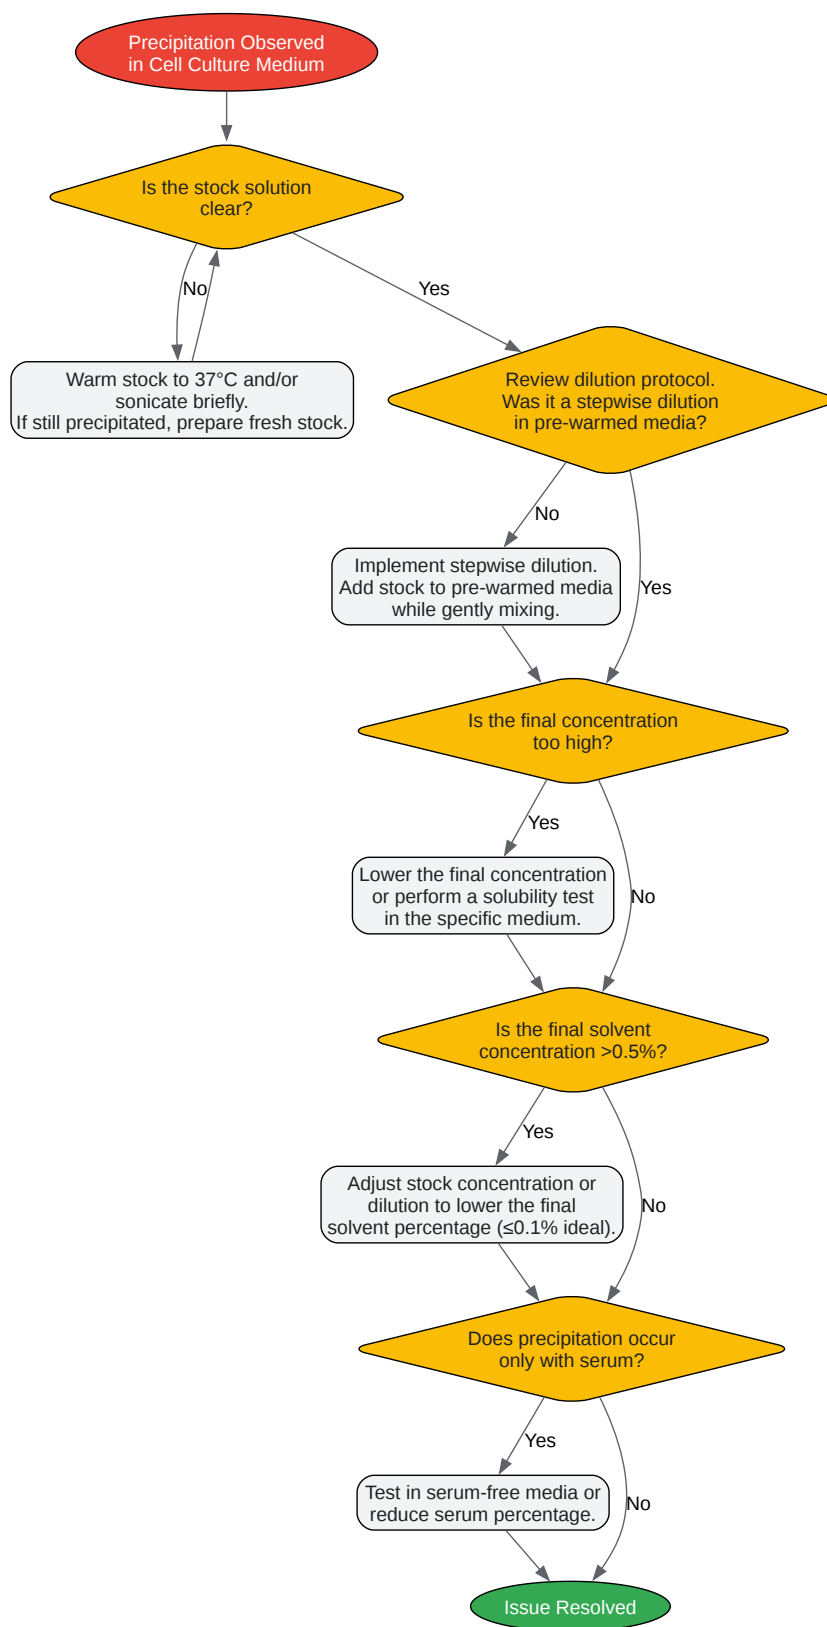 Precipitation Observed
in Cell Culture Medium
Is the stock solution
clear?
No
Yes
Warm stock to 37°C and/or
sonicate briefly.
If still precipitated, prepare fresh stock.
Review dilution protocol.
Was it a stepwise dilution
in pre-warmed media?
No
Yes
Implement stepwise dilution.
Add stock to pre-warmed media
while gently mixing.
Is the final concentration
too high?
Yes
No
Lower the final concentration
or perform a solubility test
in the specific medium.
Is the final solvent
concentration >0.5%?
Yes
No
Adjust stock concentration or
dilution to lower the final
solvent percentage (≤0.1% ideal).
Does precipitation occur
only with serum?
Yes
No
Test in serum-free media or
reduce serum percentage.
Issue Resolved